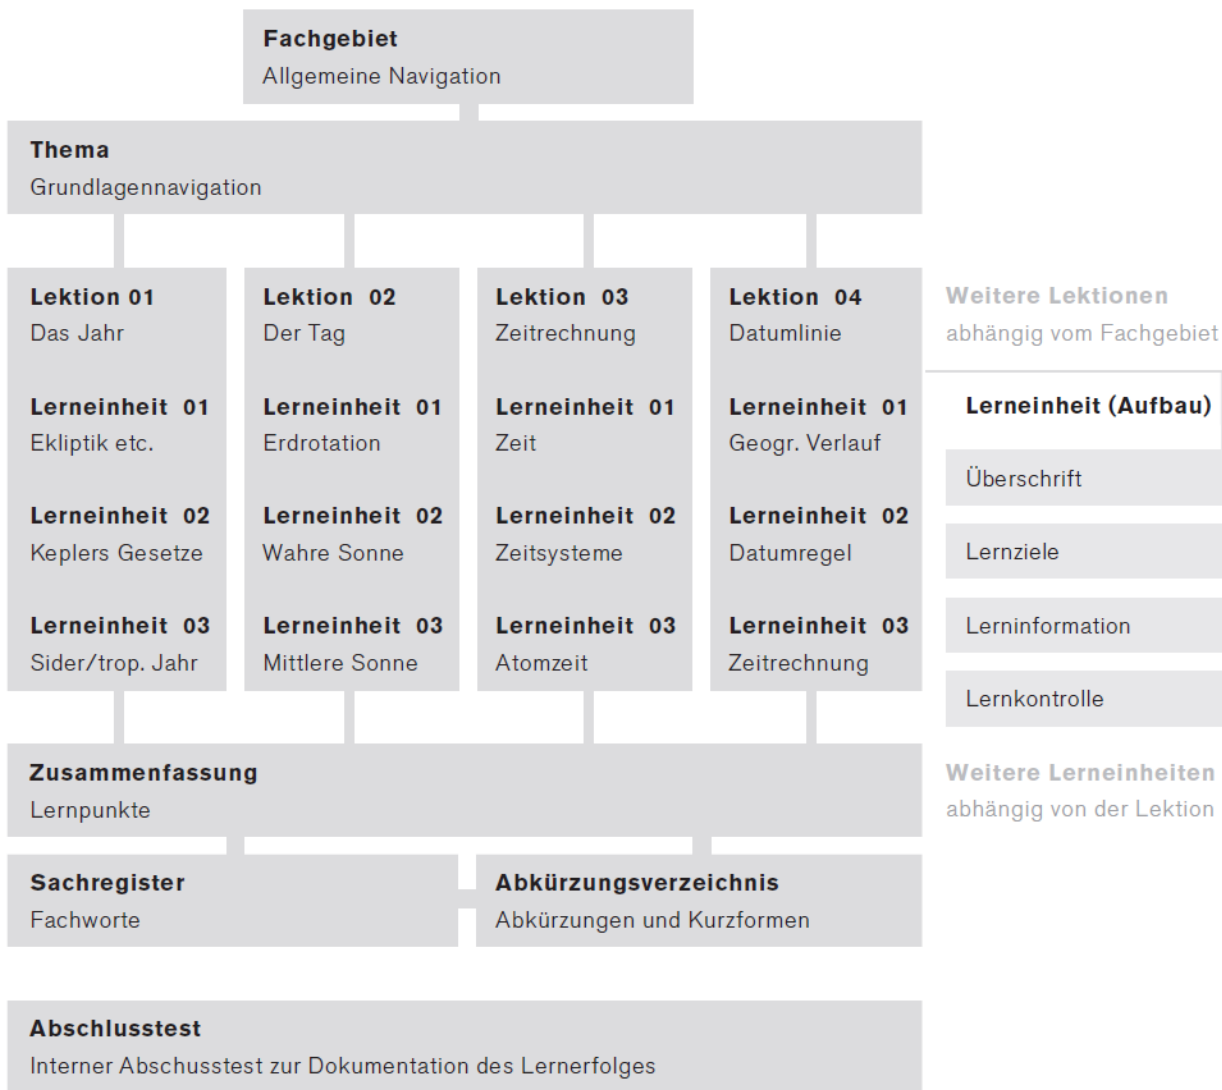 Fachgebiet
Allgemeine Navigation
Thema
Grundlagennavigation
Lektion 01
Das Jahr
Lerneinheit 01
Ekliptik etc.
Lerneinheit 02
Keplers Gesetze
Lerneinheit 03
Sider/trop. Jahr
Lektion 02
Der Tag
Lerneinheit 01
Erdrotation
Lerneinheit 02
Wahre Sonne
Lerneinheit 03
Mittlere Sonne
Lektion 03
Zeitrechnung
Lerneinheit 01
Zeit
Lerneinheit 02
Zeitsysteme
Lerneinheit 03
Atomzeit
Lektion 04
Datumlinie
Lerneinheit 01
Geogr. Verlauf
Lerneinheit 02
Datumregel
Lerneinheit 03
Zeitrechnung
Weitere Lektionen
abhängig vom Fachgebiet
Lerneinheit (Aufbau)
Überschrift
Lernziele
Lerninformation
Lernkontrolle
Weitere Lerneinheiten
abhängig von der Lektion
Zusammenfassung
Lernpunkte
Sachregister
Fachworte
Abkürzungsverzeichnis
Abkürzungen und Kurzformen
Abschlusstest
Interner Abschusstest zur Dokumentation des Lernerfolges